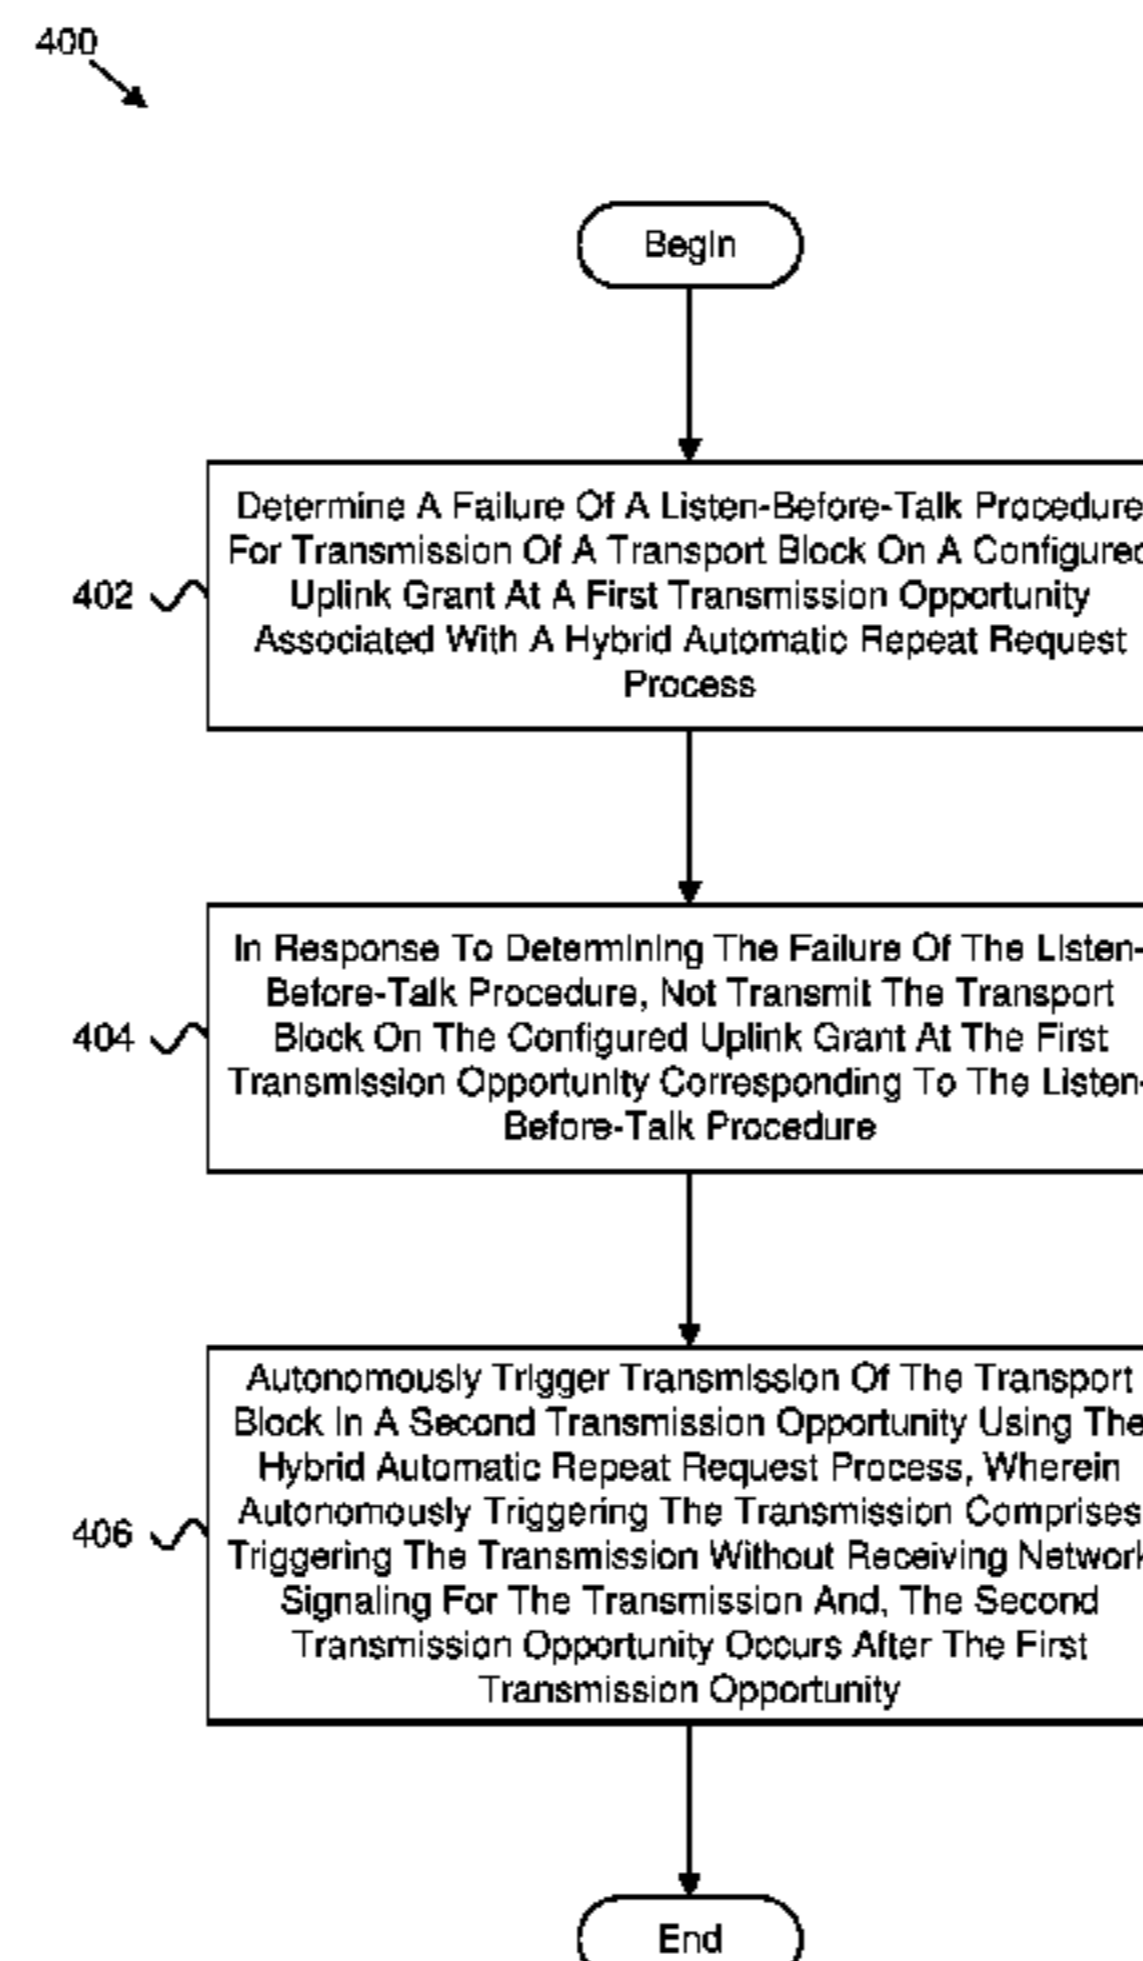 400
Begin
Determine A Failure Of A Listen-Before-Talk Procedure
For Transmission Of A Transport Block On A Configured
Uplink Grant At A First Transmission Opportunity
Associated With A Hybrid Automatic Repeat Request
Process
402
In Response To Determining The Failure Of The Listen-
Before-Talk Procedure, Not Transmit The Transport
Block On The Configured Uplink Grant At The First
Transmission Opportunity Corresponding To The Listen-
Before-Talk Procedure
404
Autonomously Trigger Transmission Of The Transport
Block In A Second Transmission Opportunity Using The
Hybrid Automatic Repeat Request Process, Wherein
Autonomously Triggering The Transmission Comprises
Triggering The Transmission Without Receiving Network
Signaling For The Transmission And, The Second
Transmission Opportunity Occurs After The First
Transmission Opportunity
406
End